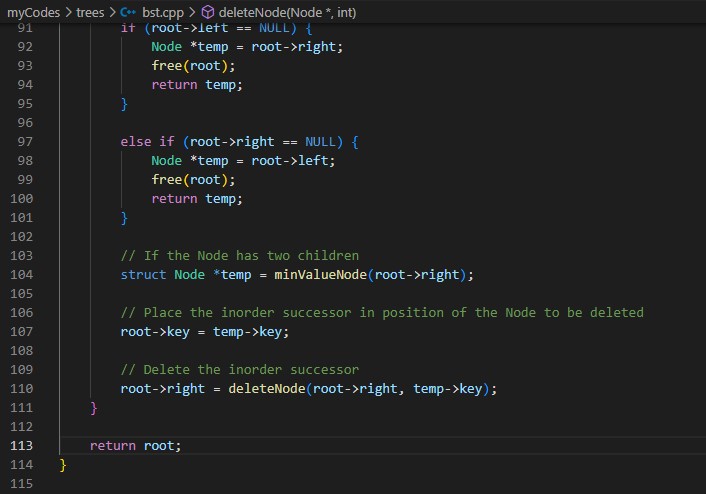 myCodes > trees > C++ bst.cpp > deleteNode(Node *, int)
91 if (root->left == NULL) {
92 Node *temp = root->right;
93 free(root);
94 return temp;
95 }
96
97 else if (root->right == NULL) {
98 Node *temp = root->left;
99 free(root);
100 return temp;
101 }
102
103 // If the Node has two children
104 struct Node *temp = minValueNode(root->right);
105
106 // Place the inorder successor in position of the Node to be deleted
107 root->key = temp->key;
108
109 // Delete the inorder successor
110 root->right = deleteNode(root->right, temp->key);
111 }
112
113 return root;
114 }
115